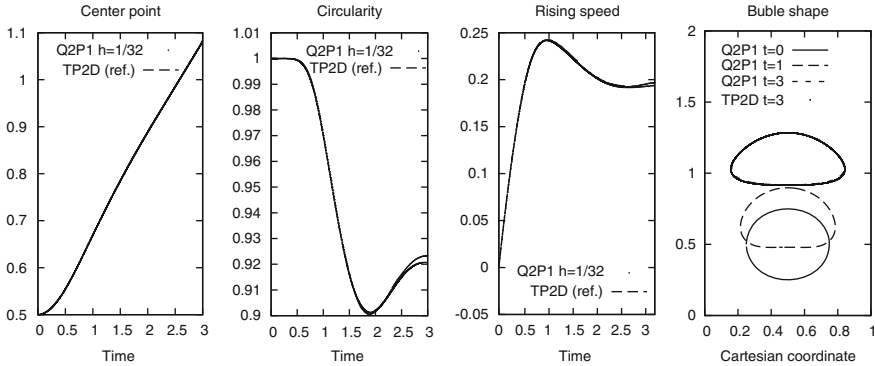 Center point
Q2P1 h=1/32
TP2D (ref.)
1.1
1
0.9
0.8
0.7
0.6
0.5
0 0.5 1 1.5 2 2.5 3
Time
Circularity
Q2P1 h=1/32
TP2D (ref.)
1.01
1
0.99
0.98
0.97
0.96
0.95
0.94
0.93
0.92
0.91
0.9
0 0.5 1 1.5 2 2.5 3
Time
Rising speed
0.25
0.2
0.15
0.1
0.05
0
-0.05
Q2P1 h=1/32
TP2D (ref.)
0 0.5 1 1.5 2 2.5 3
Time
Buble shape
Q2P1 t=0
Q2P1 t=1
Q2P1 t=3
TP2D t=3
2
1.5
1
0.5
0
0 0.2 0.4 0.6 0.8 1
Cartesian coordinate